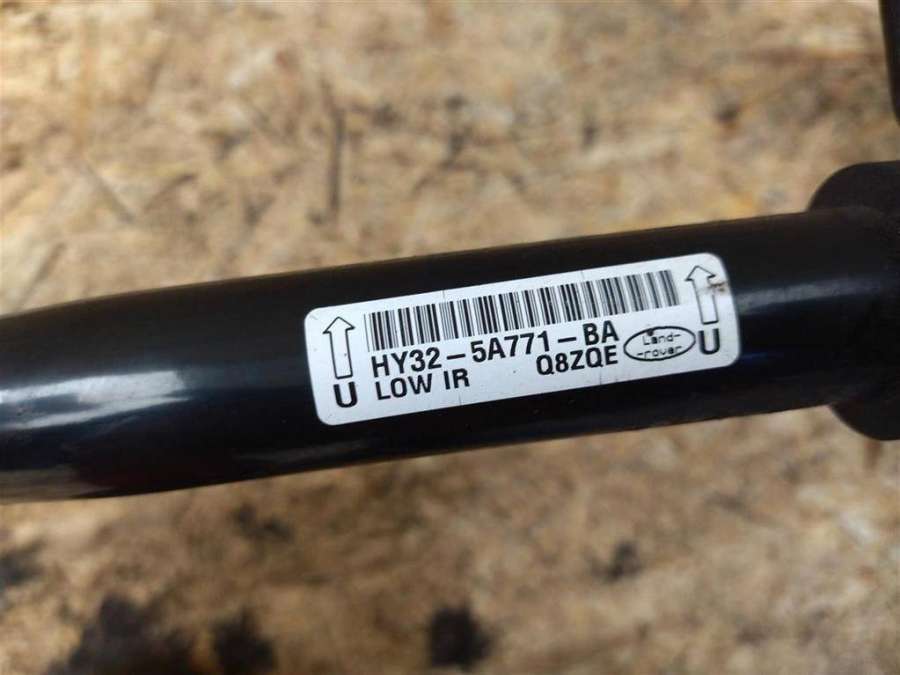 HY32-5A771-BA
LOW IR Q8ZQE
Land-
-rover
U
U